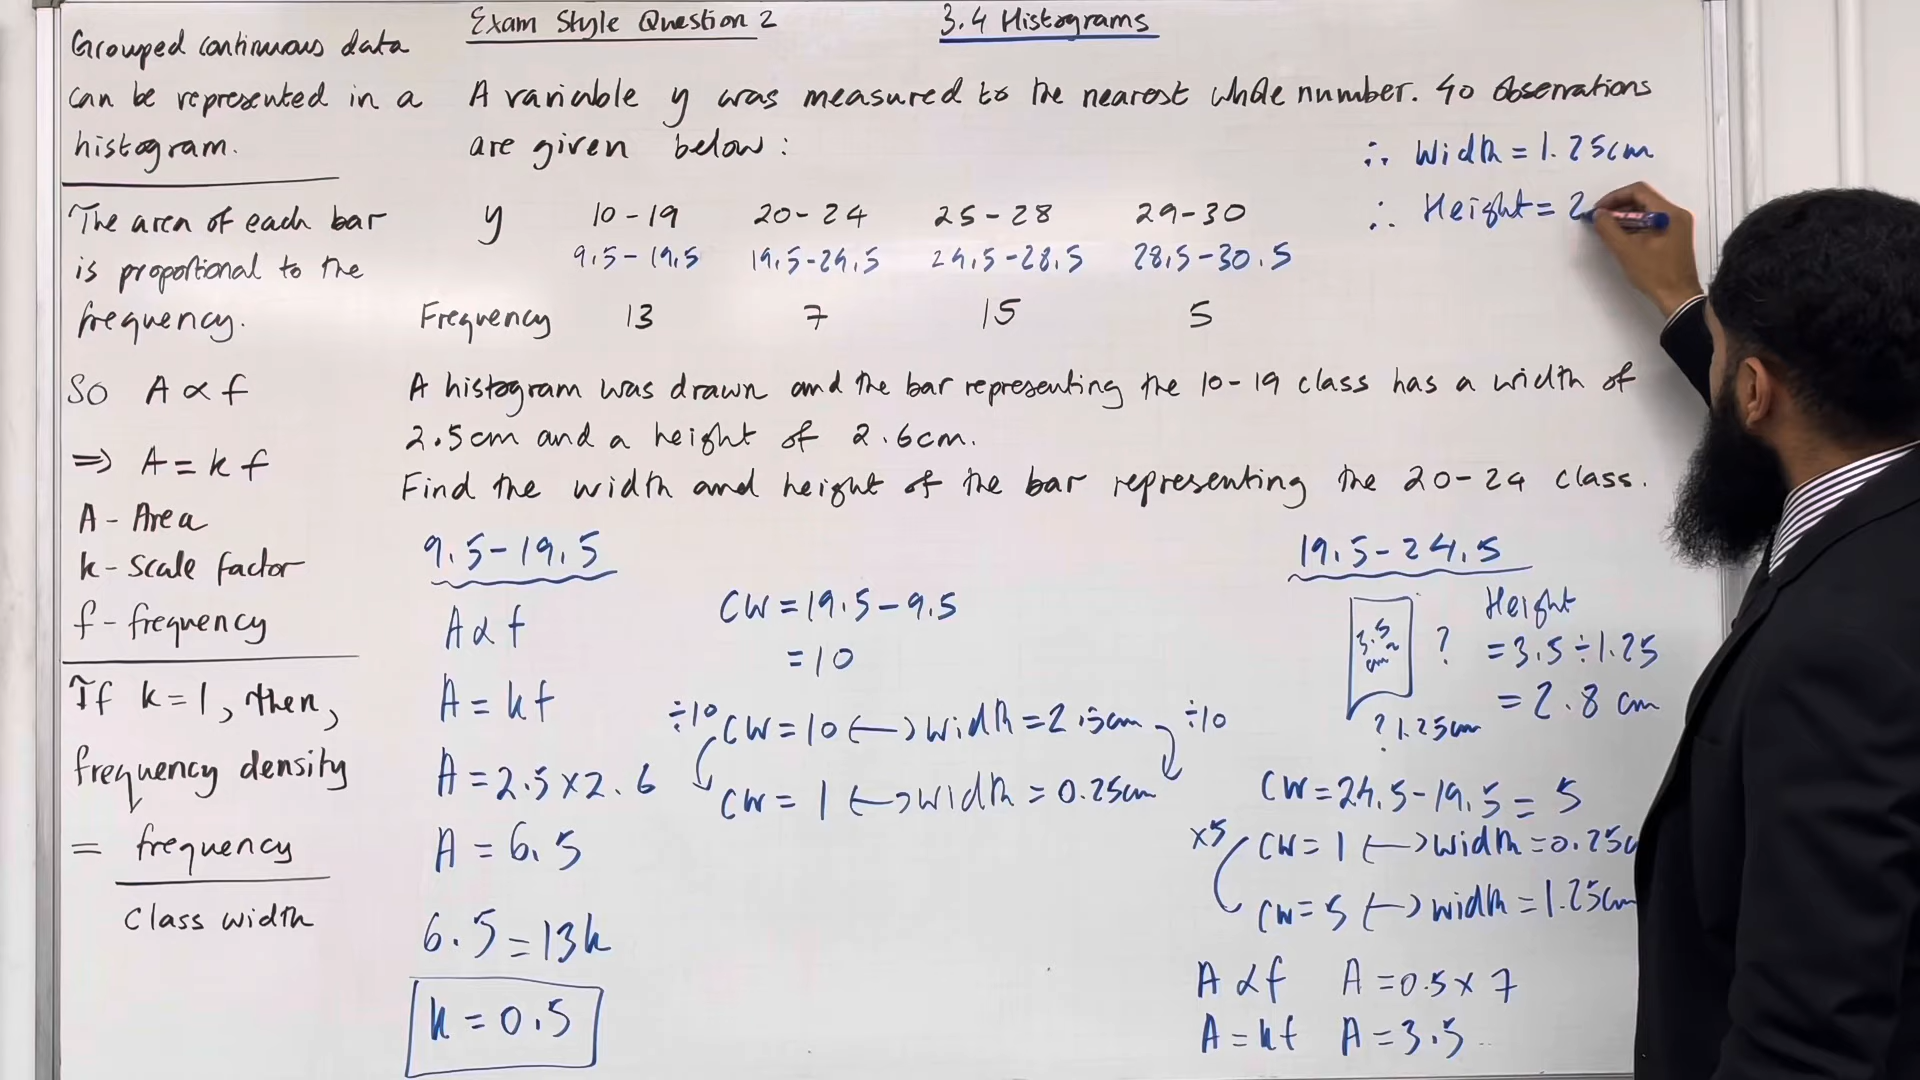 Exam Style Question 2
3.4 Histograms
Grouped continuous data
can be represented in a
histogram.
The area of each bar
is proportional to the
frequency.
So A ∝ f
⇒ A = k f
A - Area
k - scale factor
f - frequency
If k = 1, then,
frequency density
= frequency
class width
A variable y was measured to the nearest whole number. 40 observations
are given below:
y 10-19 20-24 25-28 29-30
9.5-19.5 19.5-24.5 24.5-28.5 28.5-30.5
Frequency 13 7 15 5
∴ Width = 1.25cm
∴ Height = 2
A histogram was drawn and the bar representing the 10-19 class has a width of
2.5cm and a height of 2.6cm.
Find the width and height of the bar representing the 20-24 class.
9.5-19.5
A ∝ f
A = kf
A = 2.5 × 2.6
A = 6.5
6.5 = 13k
k = 0.5
CW = 19.5 - 9.5
= 10
÷10 CW = 10 ⟷ width = 2.5cm ÷10
CW = 1 ⟷ width = 0.25cm
19.5-24.5
3.5
cm²
?
? 1.25cm
Height
= 3.5 ÷ 1.25
= 2.8 cm
CW = 24.5 - 19.5 = 5
×5 CW = 1 ⟷ width = 0.25c
CW = 5 ⟷ width = 1.25cm
A ∝ f A = 0.5 × 7
A = kf A = 3.5